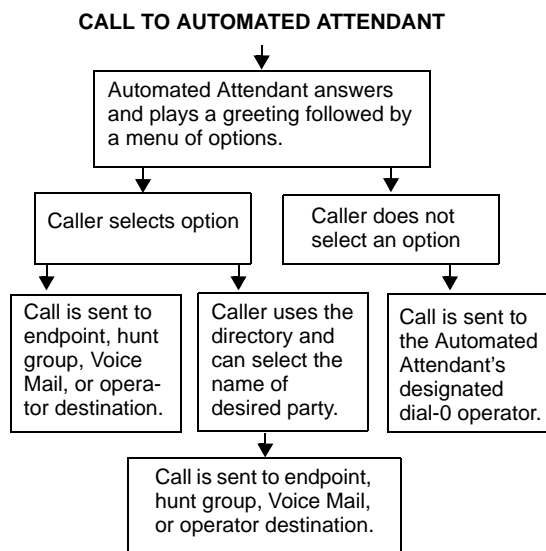 CALL TO AUTOMATED ATTENDANT
Automated Attendant answers
and plays a greeting followed by
a menu of options.
Caller selects option
Caller does not
select an option
Call is sent to
endpoint, hunt
group, Voice
Mail, or opera-
tor destination.
Caller uses the
directory and
can select the
name of
desired party.
Call is sent to
the Automated
Attendant's
designated
dial-0 operator.
Call is sent to endpoint,
hunt group, Voice Mail,
or operator destination.